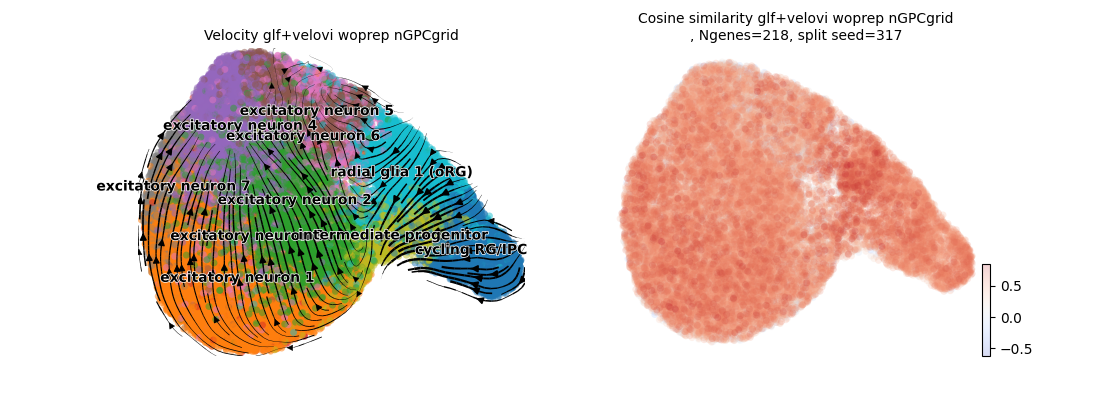 Velocity glf+velovi woprep nGPCgrid
excitatory neuron 5
excitatory neuron 4
excitatory neuron 6
radial glia 1 (oRG)
excitatory neuron 7
excitatory neuron 2
excitatory neuron
intermediate progenitor
cycling RG/IPC
excitatory neuron 1
Cosine similarity glf+velovi woprep nGPCgrid
, Ngenes=218, split seed=317
0.5
0.0
−0.5